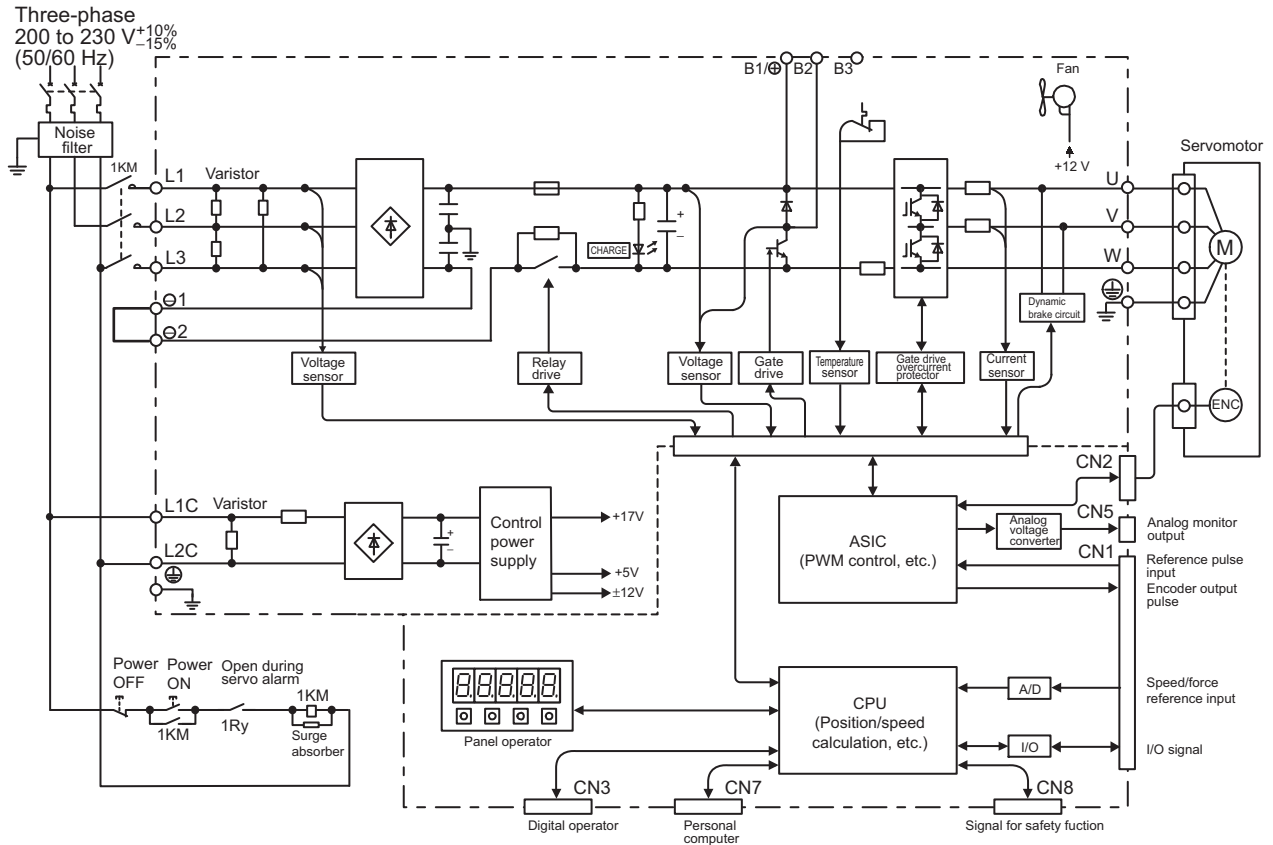 Three-phase
200 to 230 V +10%
−15%
(50/60 Hz)
B1/⊕ B2 B3
Fan
+12 V
Noise
filter
1KM
L1
Varistor
L2
L3
⊖1
⊖2
CHARGE
+
−
U
V
W
Servomotor
M
ENC
Dynamic
brake circuit
Voltage
sensor
Relay
drive
Voltage
sensor
Gate
drive
Temperature
sensor
Gate drive
overcurrent
protector
Current
sensor
L1C
Varistor
L2C
+
−
Control
power
supply
+17V
+5V
±12V
ASIC
(PWM control, etc.)
Analog
voltage
converter
CN2
CN5
Analog monitor
output
CN1
Reference pulse
input
Encoder output
pulse
Power
OFF
Power
ON
Open during
servo alarm
1KM
1KM
1Ry
Surge
absorber
8.8.8.8.8.
Panel operator
CPU
(Position/speed
calculation, etc.)
A/D
Speed/force
reference input
I/O
I/O signal
CN3
CN7
CN8
Digital operator
Personal
computer
Signal for safety fuction